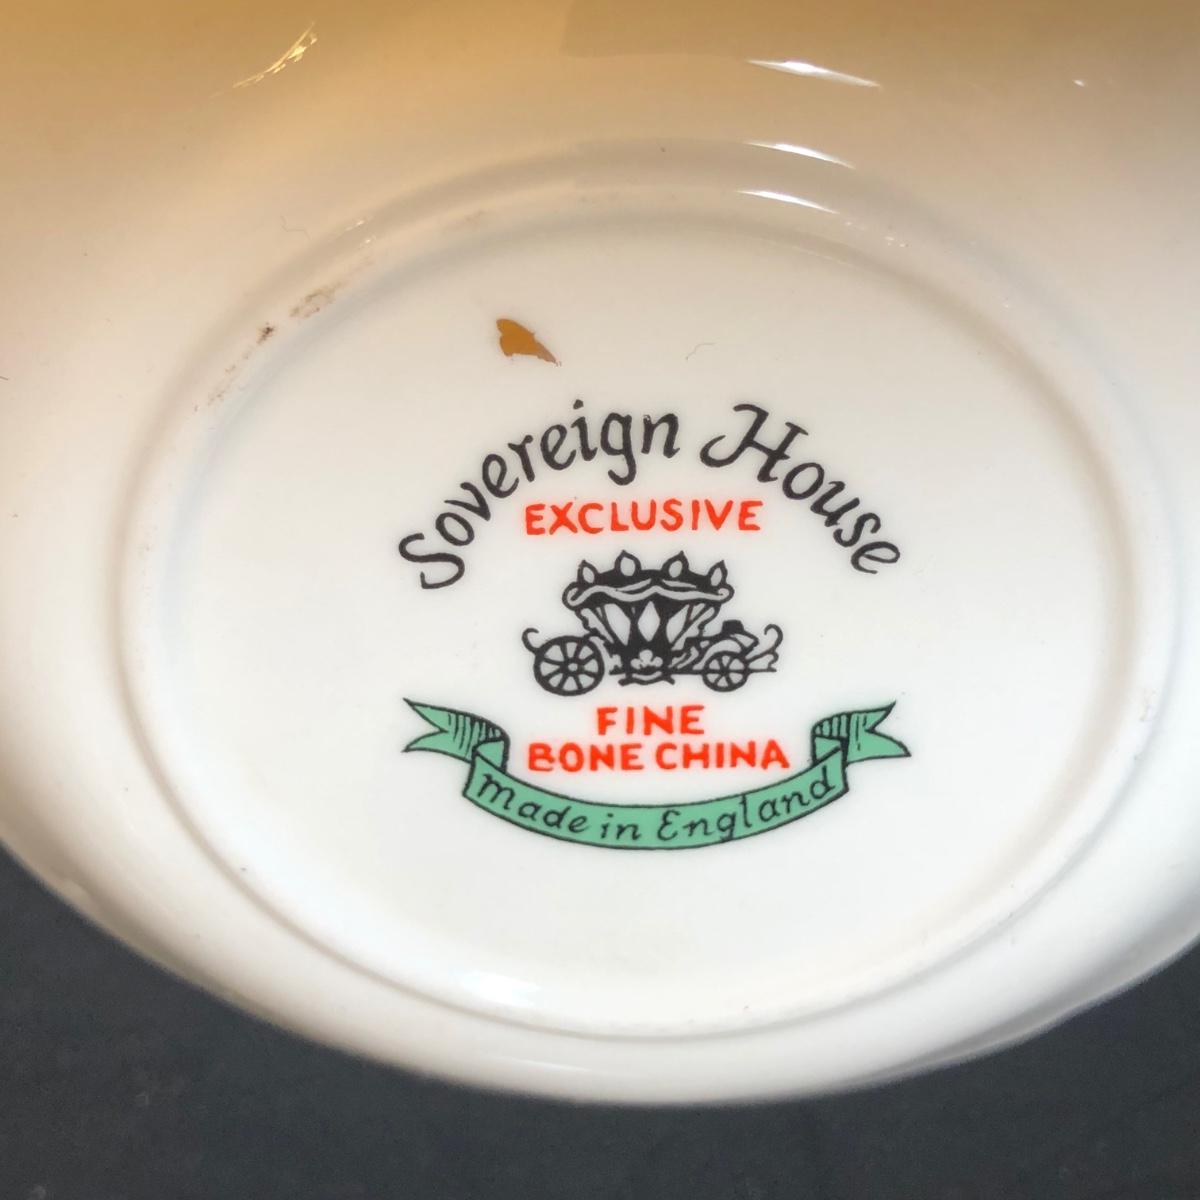 Sovereign House
EXCLUSIVE
FINE
BONE CHINA
made in England